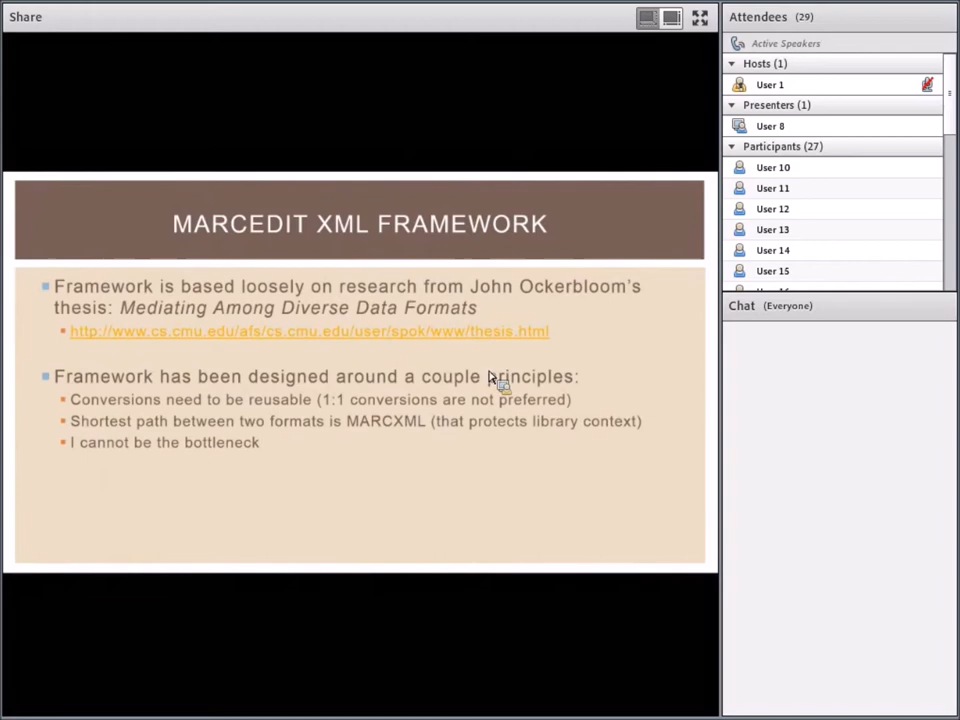 Share
MARCEDIT XML FRAMEWORK
Framework is based loosely on research from John Ockerbloom's
thesis: Mediating Among Diverse Data Formats
http://www.cs.cmu.edu/afs/cs.cmu.edu/user/spok/www/thesis.html
Framework has been designed around a couple principles:
Conversions need to be reusable (1:1 conversions are not preferred)
Shortest path between two formats is MARCXML (that protects library context)
I cannot be the bottleneck
Attendees (29)
Active Speakers
Hosts (1)
User 1
Presenters (1)
User 8
Participants (27)
User 10
User 11
User 12
User 13
User 14
User 15
Chat (Everyone)